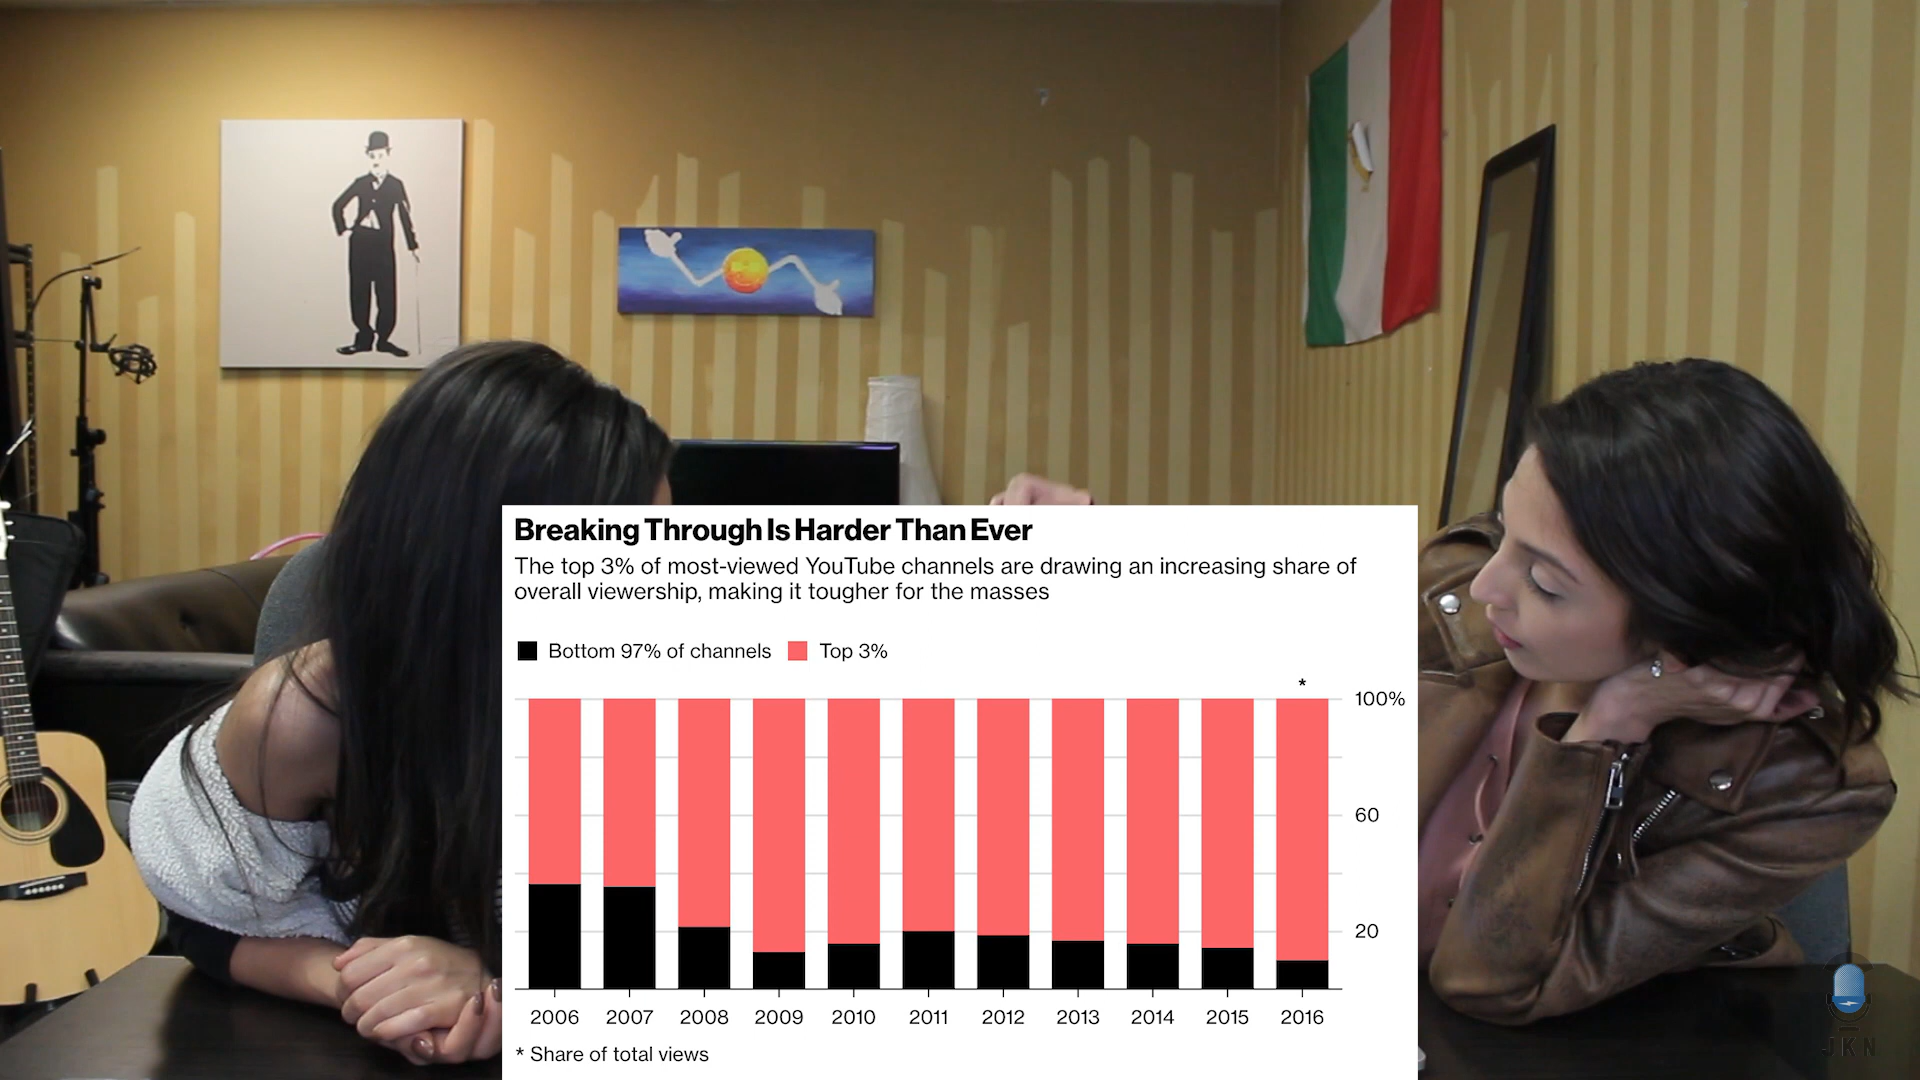 Breaking Through Is Harder Than Ever
The top 3% of most-viewed YouTube channels are drawing an increasing share of
overall viewership, making it tougher for the masses
Bottom 97% of channels Top 3%
*
100%
60
20
2006 2007 2008 2009 2010 2011 2012 2013 2014 2015 2016
* Share of total views
JKN